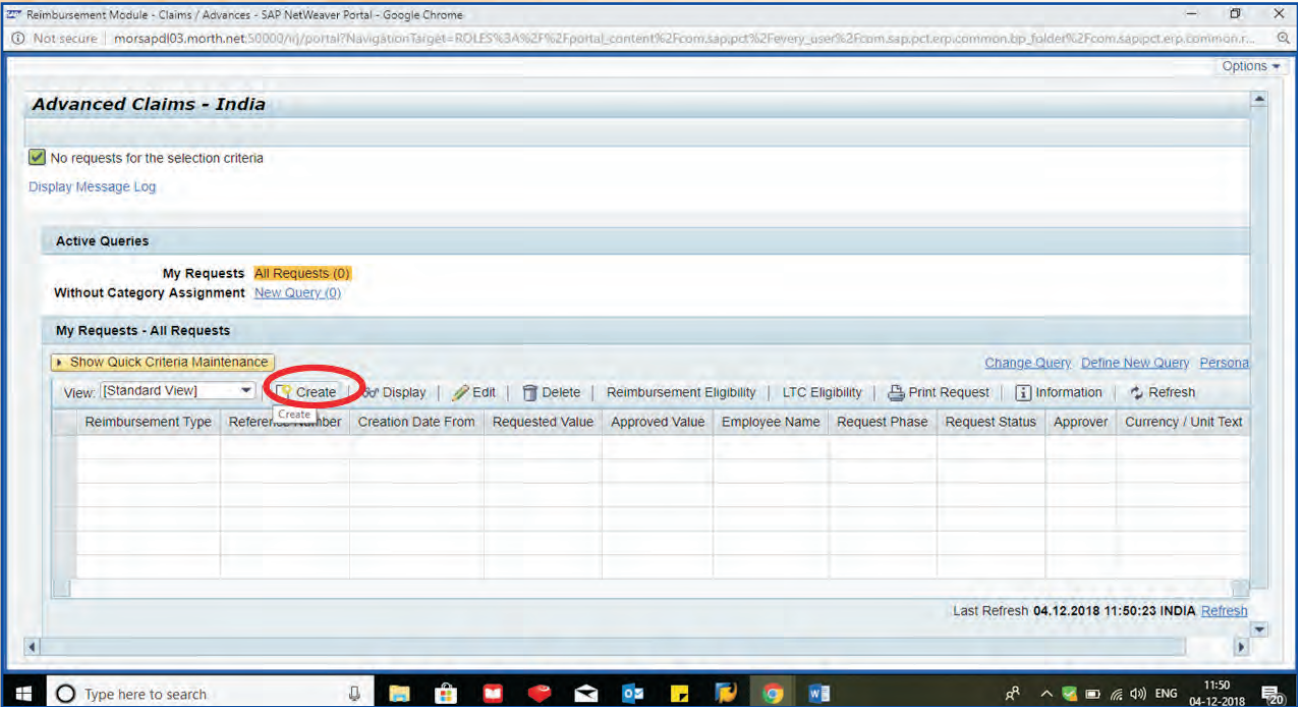 Reimbursement Module - Claims / Advances - SAP NetWeaver Portal - Google Chrome
Not secure | morsapdl03.morth.net:50000/irj/portal?NavigationTarget=ROLES%3A%2F%2Fportal_content%2Fcom.sap.pct%2Fevery_user%2Fcom.sap.pct.erp.common.bp_folder%2Fcom.sap.pct.erp.common.r...
Options
Advanced Claims - India
No requests for the selection criteria
Display Message Log
Active Queries
My Requests All Requests (0)
Without Category Assignment New Query (0)
My Requests - All Requests
Show Quick Criteria Maintenance Change Query Define New Query Persona
View: [Standard View] Create | Display | Edit | Delete | Reimbursement Eligibility | LTC Eligibility | Print Request | Information | Refresh
Create
Reimbursement Type Reference Number Creation Date From Requested Value Approved Value Employee Name Request Phase Request Status Approver Currency / Unit Text
Last Refresh 04.12.2018 11:50:23 INDIA Refresh
Type here to search ENG 11:50
04-12-2018 20